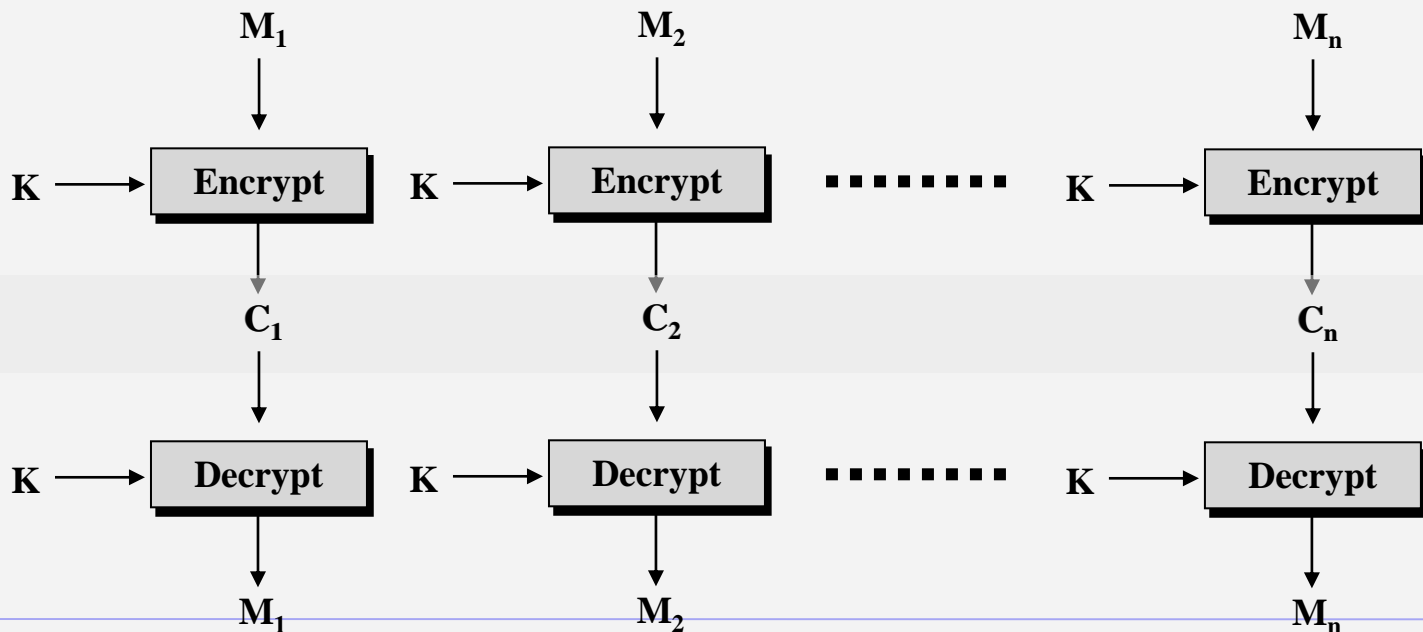 M₁ M₂ Mₙ
K Encrypt K Encrypt K Encrypt
C₁ C₂ Cₙ
K Decrypt K Decrypt K Decrypt
M₁ M₂ Mₙ